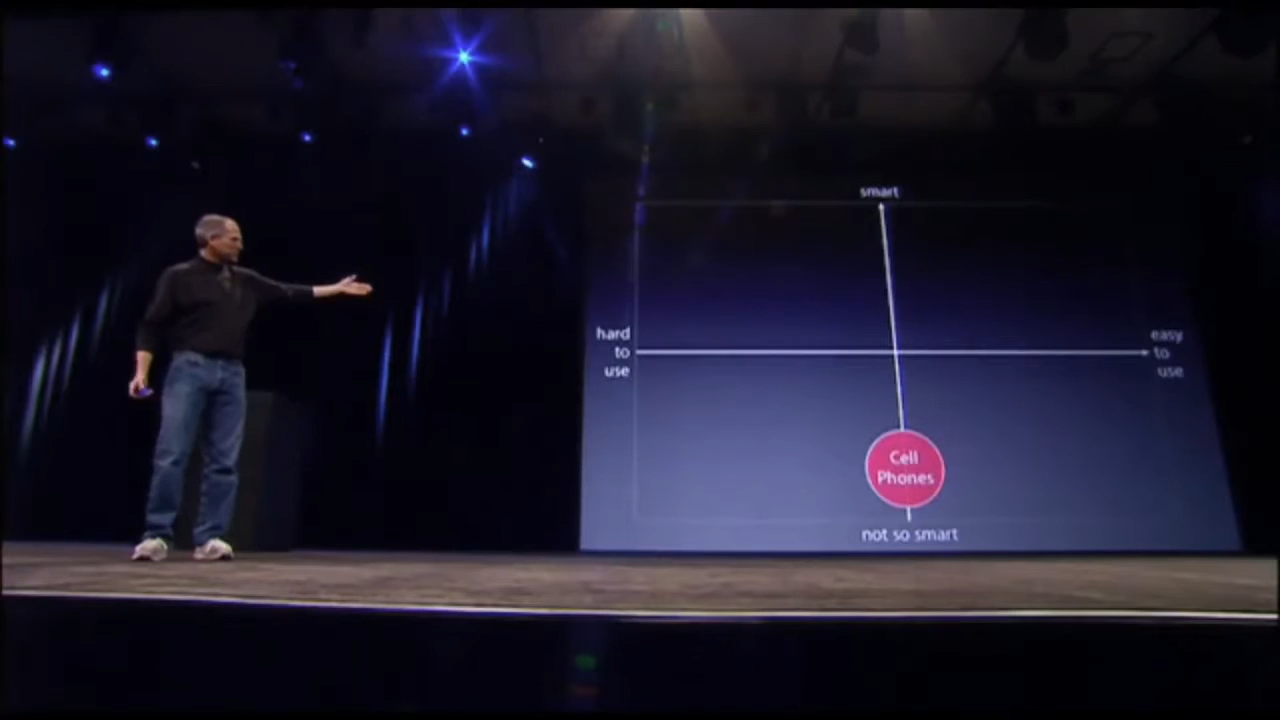 smart
hard
to
use
easy
to
use
Cell
Phones
not so smart